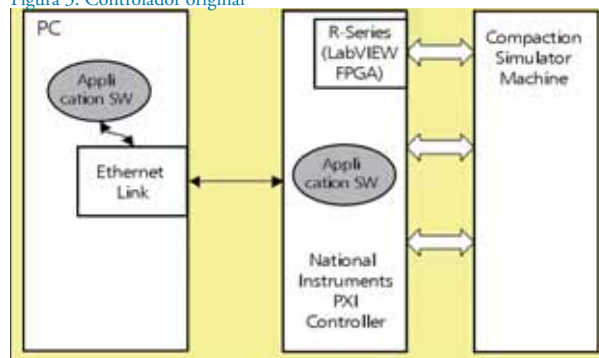 Figura 3. Controlador original
PC
Appli
cation SW
Ethernet
Link
R-Series
(LabVIEW
FPGA)
Appli
cation SW
National
Instruments
PXI
Controller
Compaction
Simulator
Machine